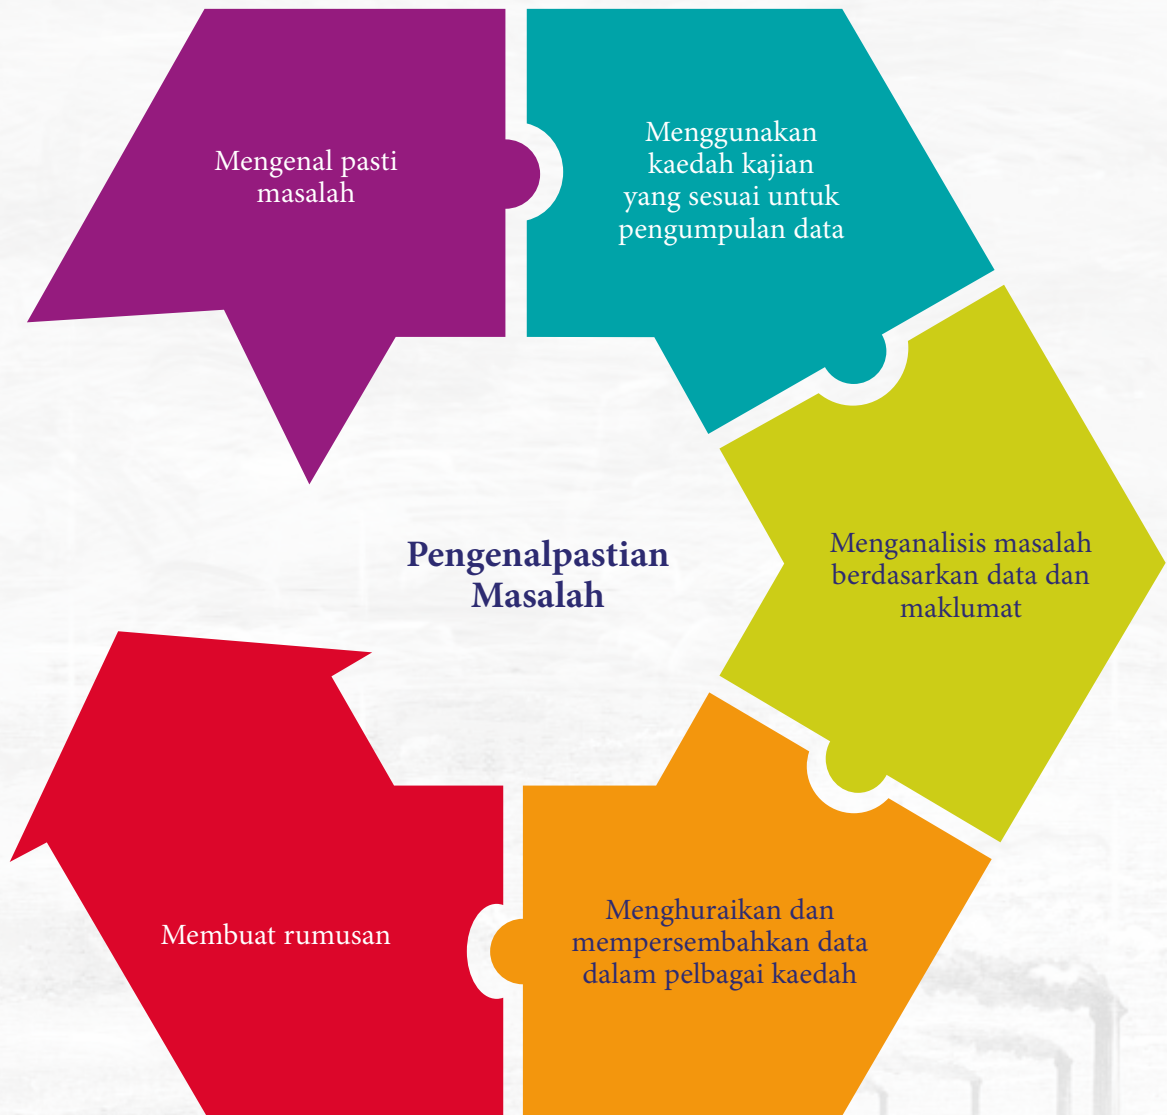 Mengenal pasti
masalah
Menggunakan
kaedah kajian
yang sesuai untuk
pengumpulan data
Menganalisis masalah
berdasarkan data dan
maklumat
Pengenalpastian
Masalah
Menghuraikan dan
mempersembahkan data
dalam pelbagai kaedah
Membuat rumusan